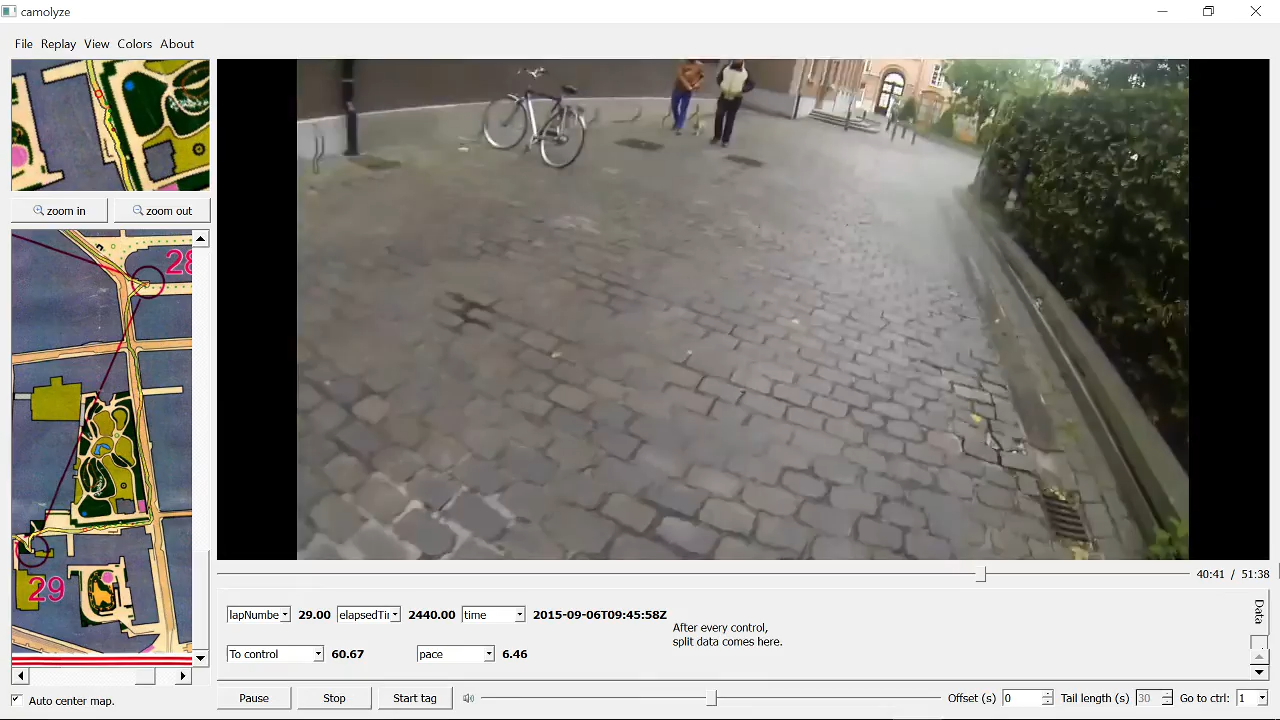 camolyze
File Replay View Colors About
zoom in
zoom out
28
29
40:41 / 51:38
lapNumbe 29.00 elapsedTi 2440.00 time 2015-09-06T09:45:58Z
To control 60.67 pace 6.46
After every control,
split data comes here.
Data
Auto center map.
Pause Stop Start tag Offset (s) 0 Tail length (s) 30 Go to ctrl: 1